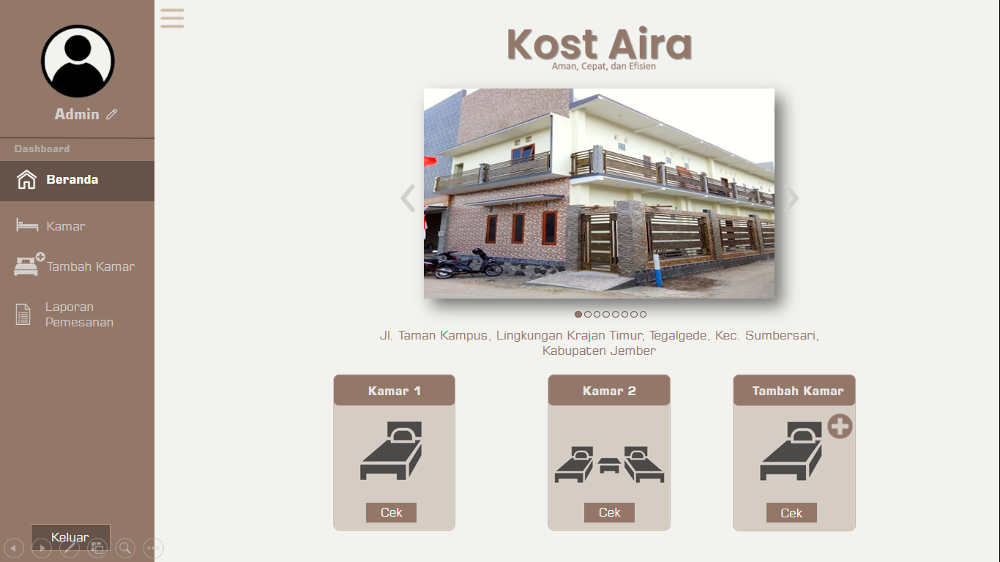 Admin
Dashboard
Beranda
Kamar
Tambah Kamar
Laporan
Pemesanan
Keluar
Kost Aira
Aman, Cepat, dan Efisien
Jl. Taman Kampus, Lingkungan Krajan Timur, Tegalgede, Kec. Sumbersari,
Kabupaten Jember
Kamar 1
Cek
Kamar 2
Cek
Tambah Kamar
Cek